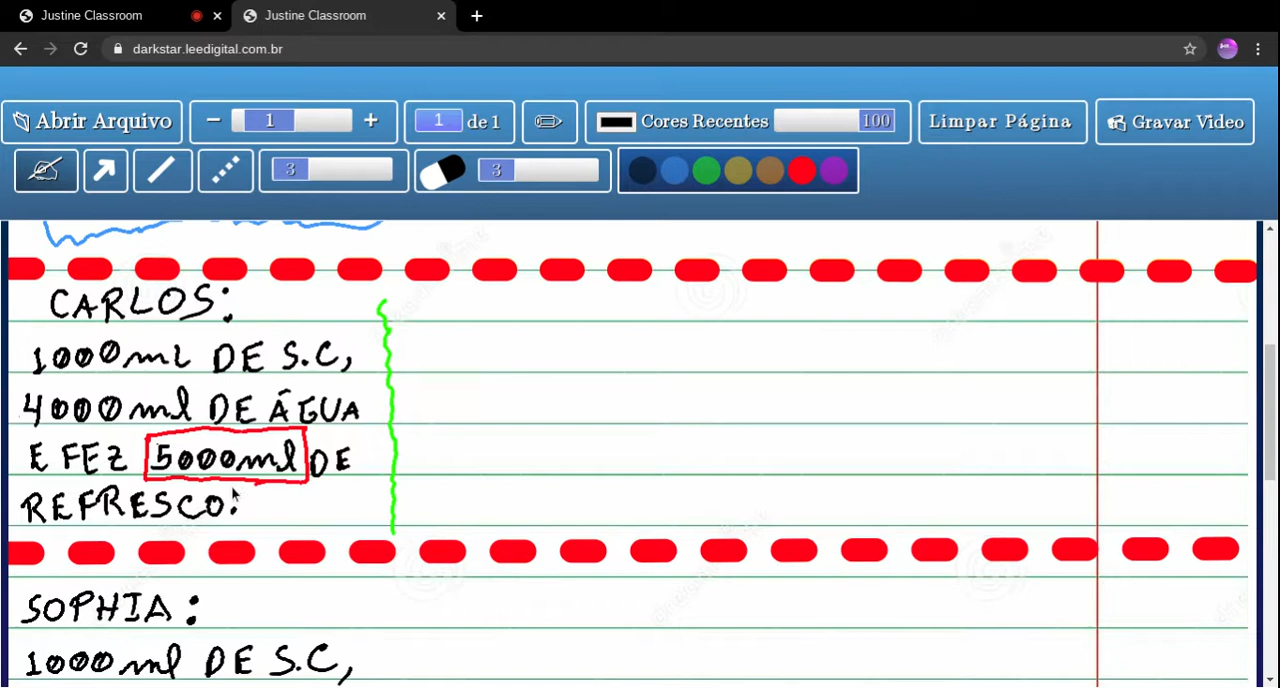 Justine Classroom
Justine Classroom
darkstar.leedigital.com.br
Abrir Arquivo
1
1 de 1
Cores Recentes
100
Limpar Página
Gravar Video
3
3
CARLOS:
1000ml DE S.C,
4000ml DE ÁGUA
E FEZ 5000ml DE
REFRESCO:
SOPHIA:
1000ml DE S.C,